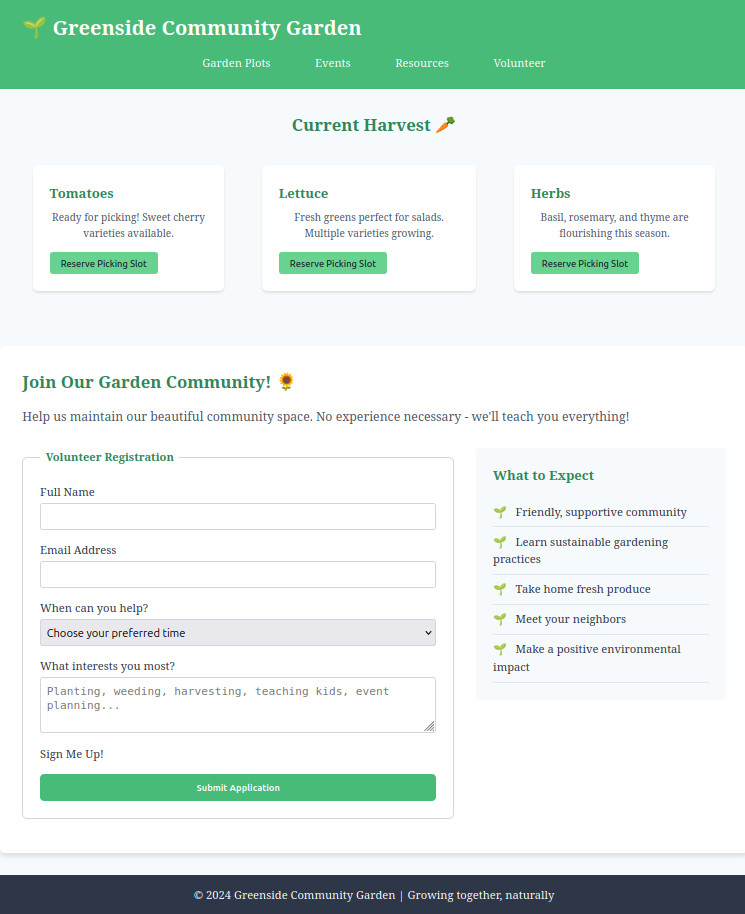 🌱 Greenside Community Garden
Garden Plots Events Resources Volunteer
Current Harvest 🥕
Tomatoes
Ready for picking! Sweet cherry
varieties available.
Reserve Picking Slot
Lettuce
Fresh greens perfect for salads.
Multiple varieties growing.
Reserve Picking Slot
Herbs
Basil, rosemary, and thyme are
flourishing this season.
Reserve Picking Slot
Join Our Garden Community! 🌻
Help us maintain our beautiful community space. No experience necessary - we'll teach you everything!
Volunteer Registration
Full Name
Email Address
When can you help?
Choose your preferred time
What interests you most?
Planting, weeding, harvesting, teaching kids, event
planning...
Sign Me Up!
Submit Application
What to Expect
🌱 Friendly, supportive community
🌱 Learn sustainable gardening
practices
🌱 Take home fresh produce
🌱 Meet your neighbors
🌱 Make a positive environmental
impact
© 2024 Greenside Community Garden | Growing together, naturally